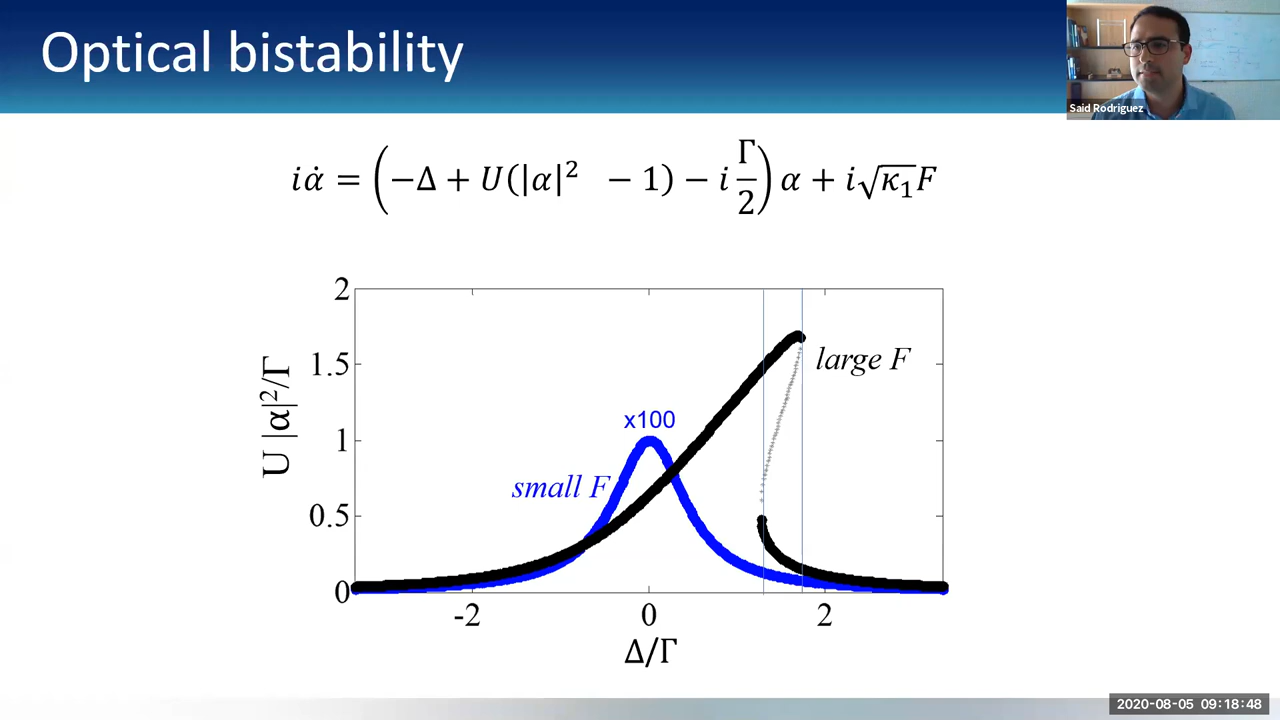 Optical bistability
Said Rodriguez
iα̇ = (−Δ + U(|α|² − 1) − i Γ/2) α + i√κ₁F
2
1.5
1
0.5
0
U |α|²/Γ
large F
x100
small F
-2
0
2
Δ/Γ
2020-08-05 09:18:48